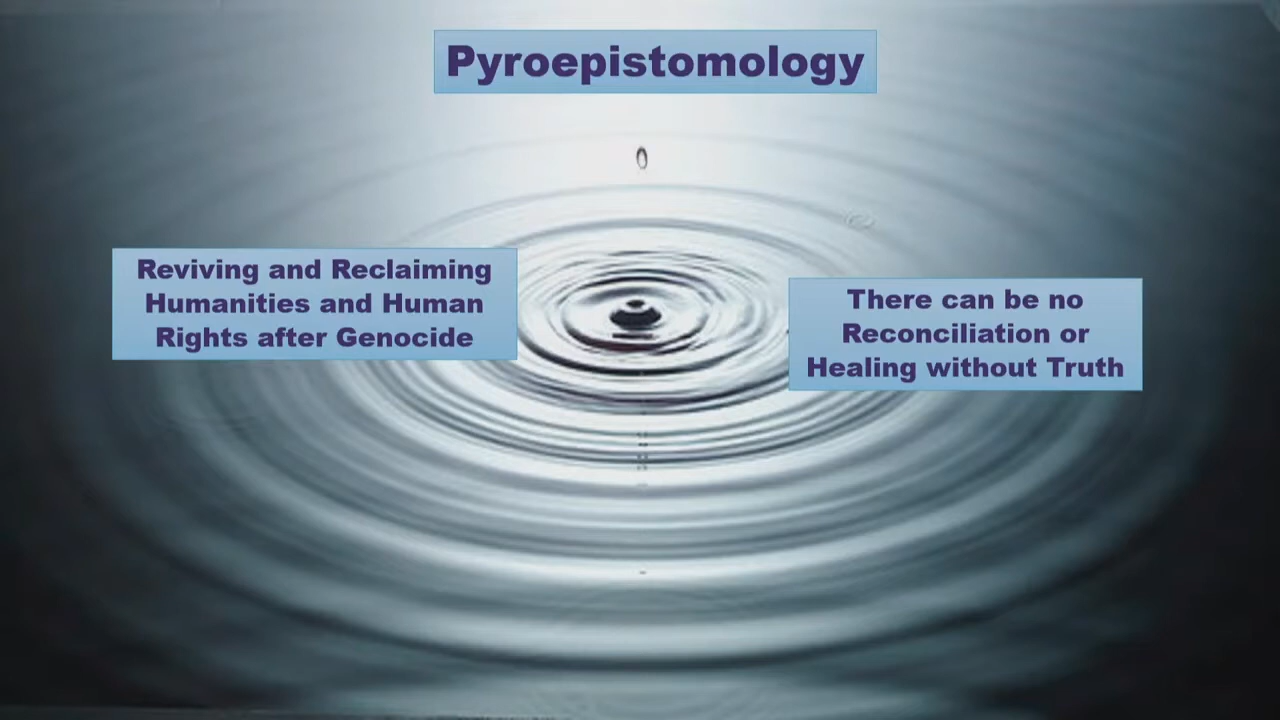 Pyroepistomology
Reviving and Reclaiming
Humanities and Human
Rights after Genocide
There can be no
Reconciliation or
Healing without Truth